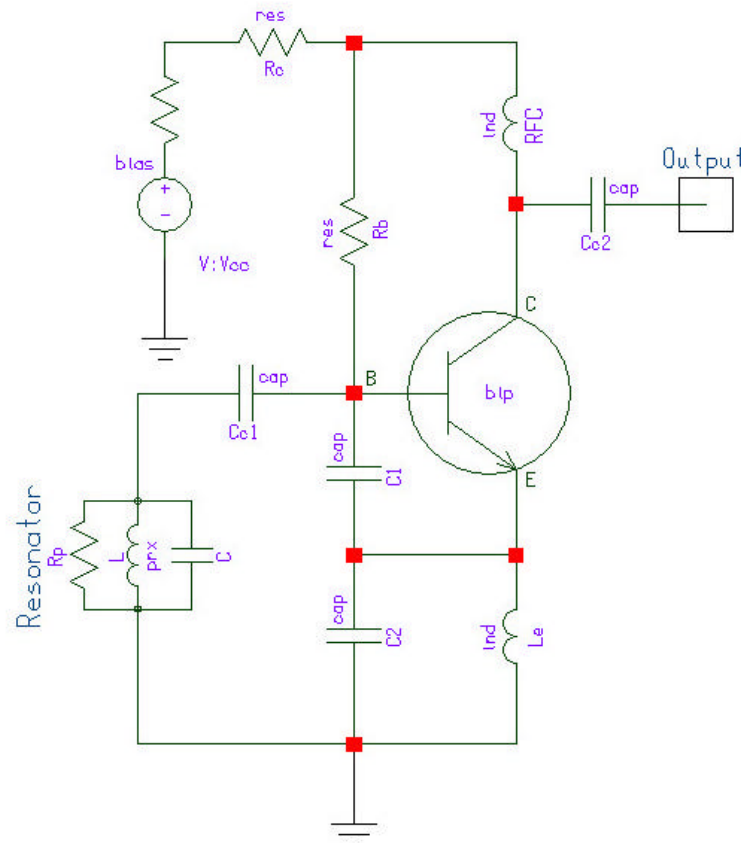 res
Rc
bias
V:Vcc
res
Rb
ind
RFC
Output
cap
Cc2
C
B
bip
E
cap
Cc1
cap
C1
Resonator
Rp
L
prx
C
cap
C2
ind
Le